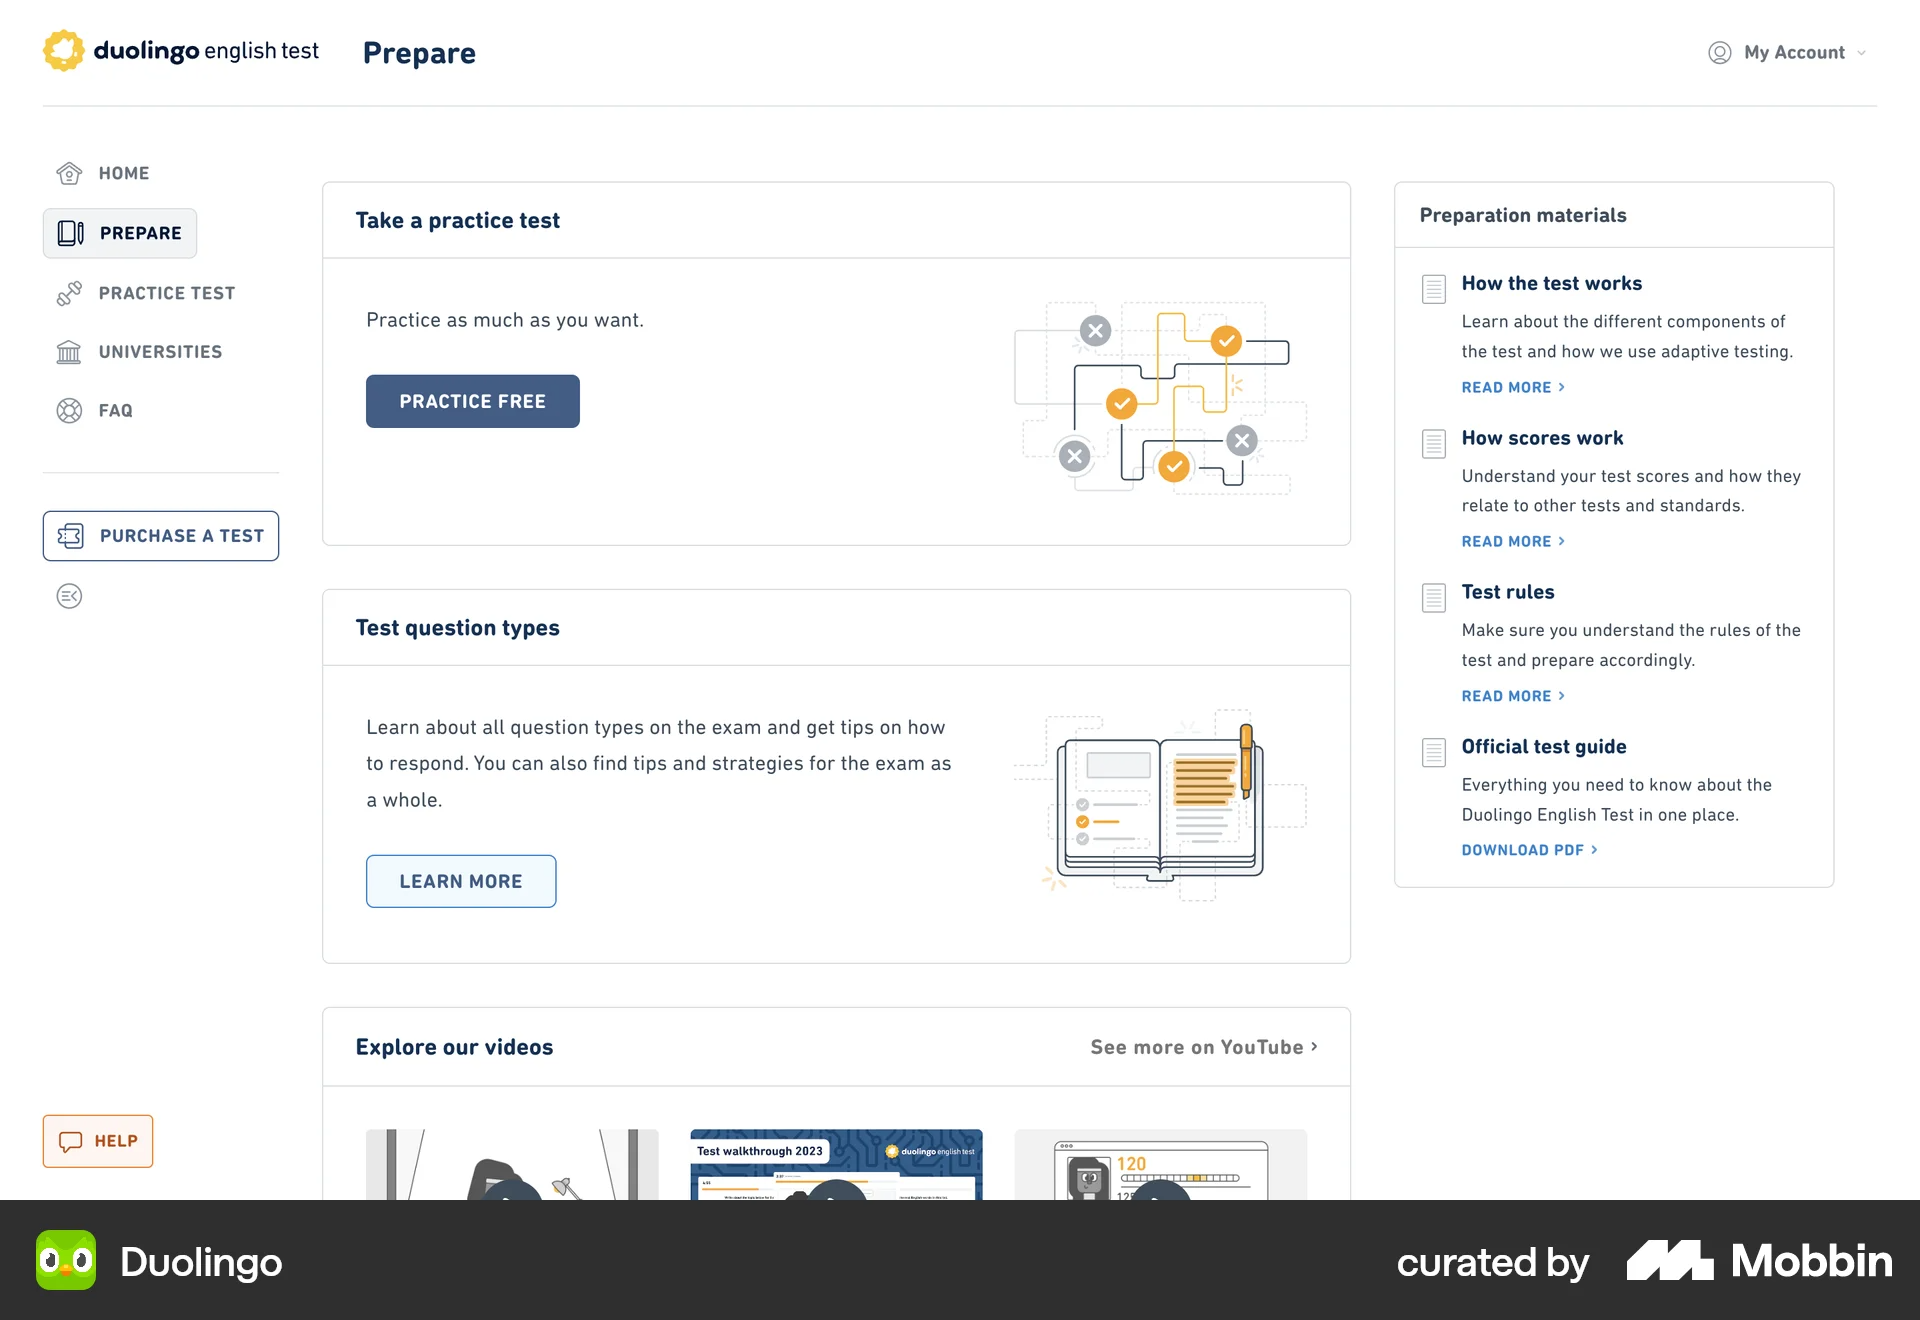 duolingo english test
Prepare
My Account
HOME
PREPARE
PRACTICE TEST
UNIVERSITIES
FAQ
PURCHASE A TEST
HELP
Take a practice test
Practice as much as you want.
PRACTICE FREE
Test question types
Learn about all question types on the exam and get tips on how
to respond. You can also find tips and strategies for the exam as
a whole.
LEARN MORE
Explore our videos
See more on YouTube >
Test walkthrough 2023
duolingo english test
120
Preparation materials
How the test works
Learn about the different components of
the test and how we use adaptive testing.
READ MORE >
How scores work
Understand your test scores and how they
relate to other tests and standards.
READ MORE >
Test rules
Make sure you understand the rules of the
test and prepare accordingly.
READ MORE >
Official test guide
Everything you need to know about the
Duolingo English Test in one place.
DOWNLOAD PDF >
Duolingo
curated by
Mobbin